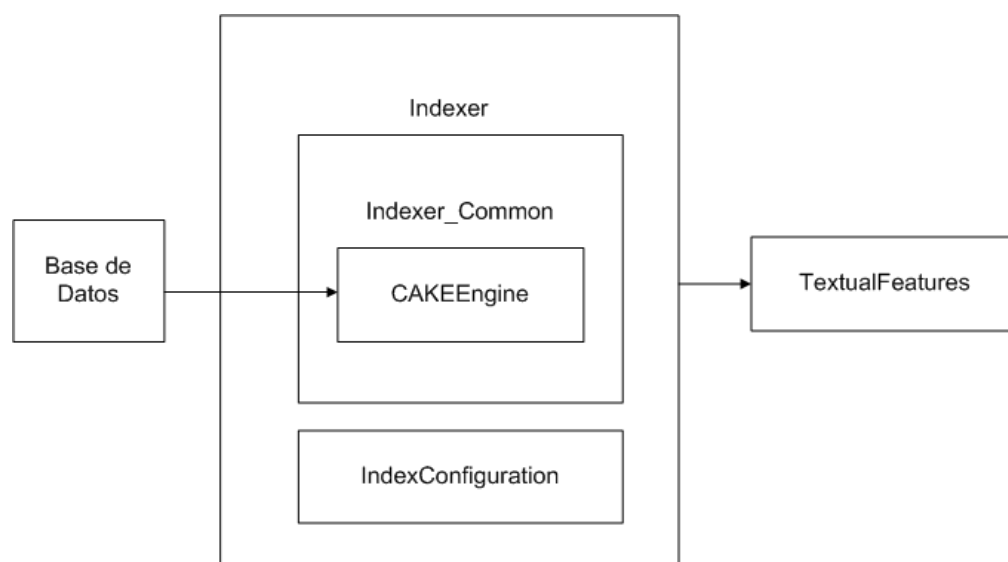 Indexer
Indexer_Common
Base de
Datos
CAKEEngine
TextualFeatures
IndexConfiguration